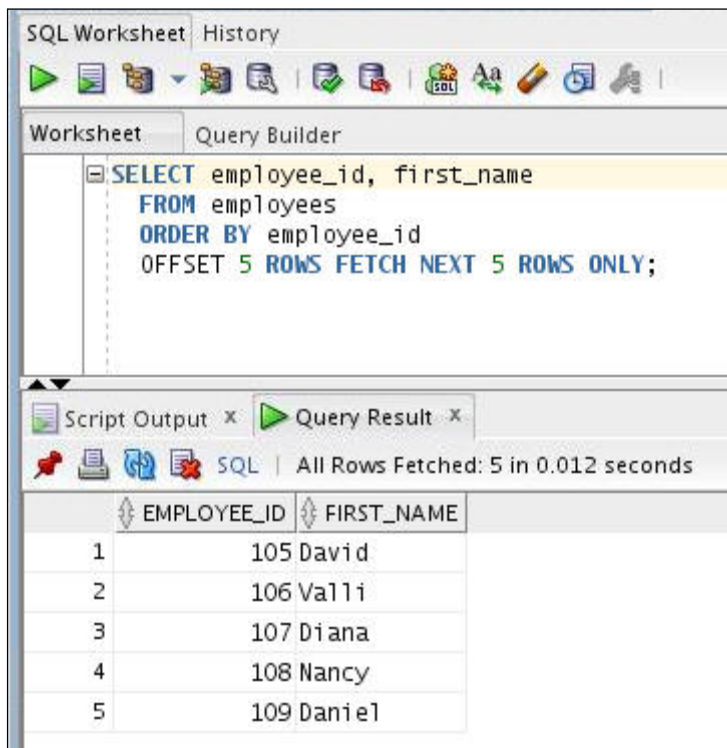 SQL Worksheet History
SQL
Aa
Worksheet Query Builder
SELECT employee_id, first_name
FROM employees
ORDER BY employee_id
OFFSET 5 ROWS FETCH NEXT 5 ROWS ONLY;
Script Output x Query Result x
SQL | All Rows Fetched: 5 in 0.012 seconds
EMPLOYEE_ID FIRST_NAME
1 105 David
2 106 Valli
3 107 Diana
4 108 Nancy
5 109 Daniel